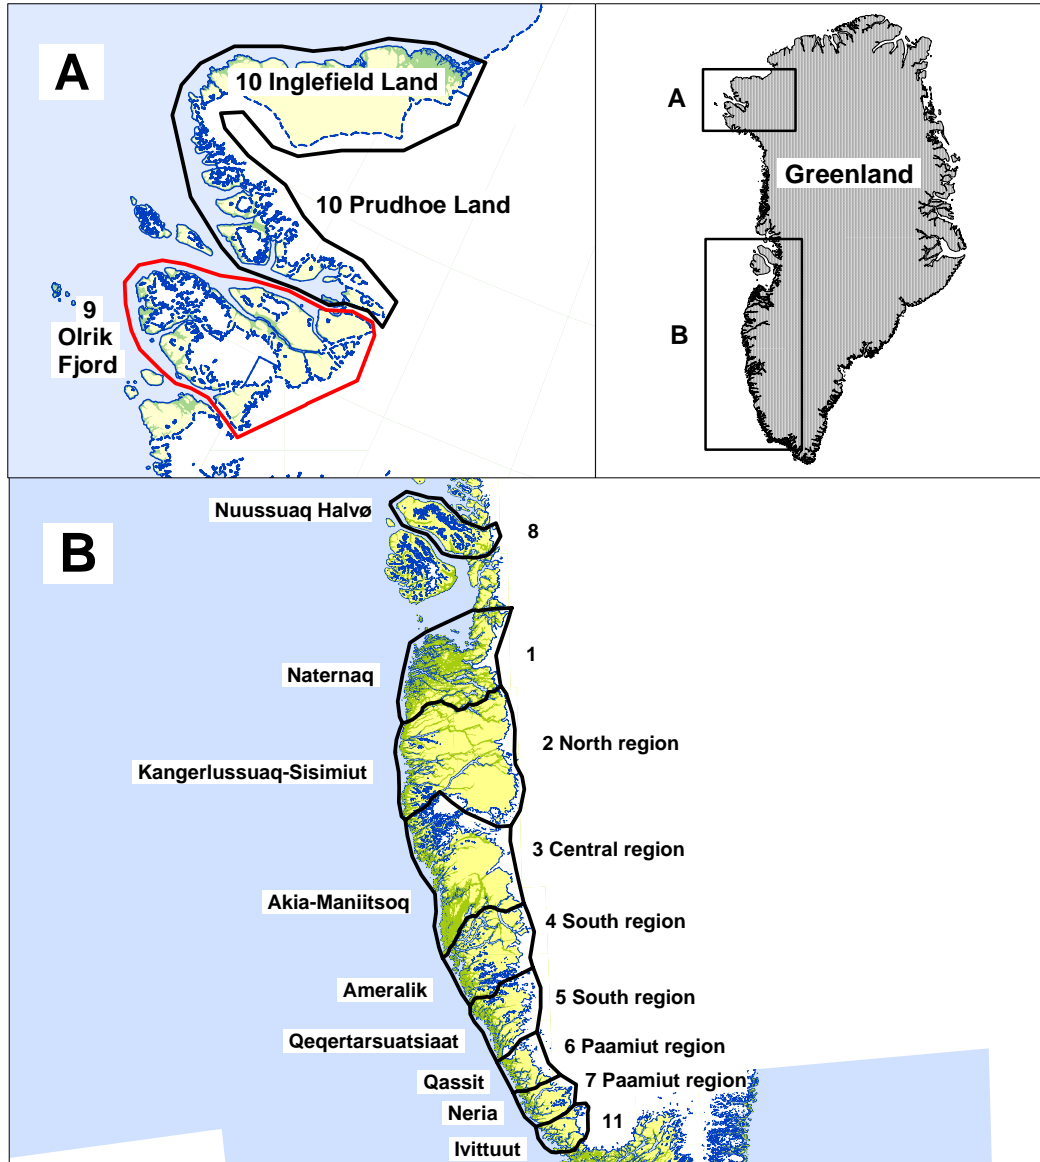 A
10 Inglefield Land
10 Prudhoe Land
9
Olrik
Fjord
A
Greenland
B
B
Nuussuaq Halvø
8
1
Naternaq
2 North region
Kangerlussuaq-Sisimiut
3 Central region
Akia-Maniitsoq
4 South region
Ameralik
5 South region
Qeqertarsuatsiaat
6 Paamiut region
Qassit
7 Paamiut region
Neria
11
Ivittuut